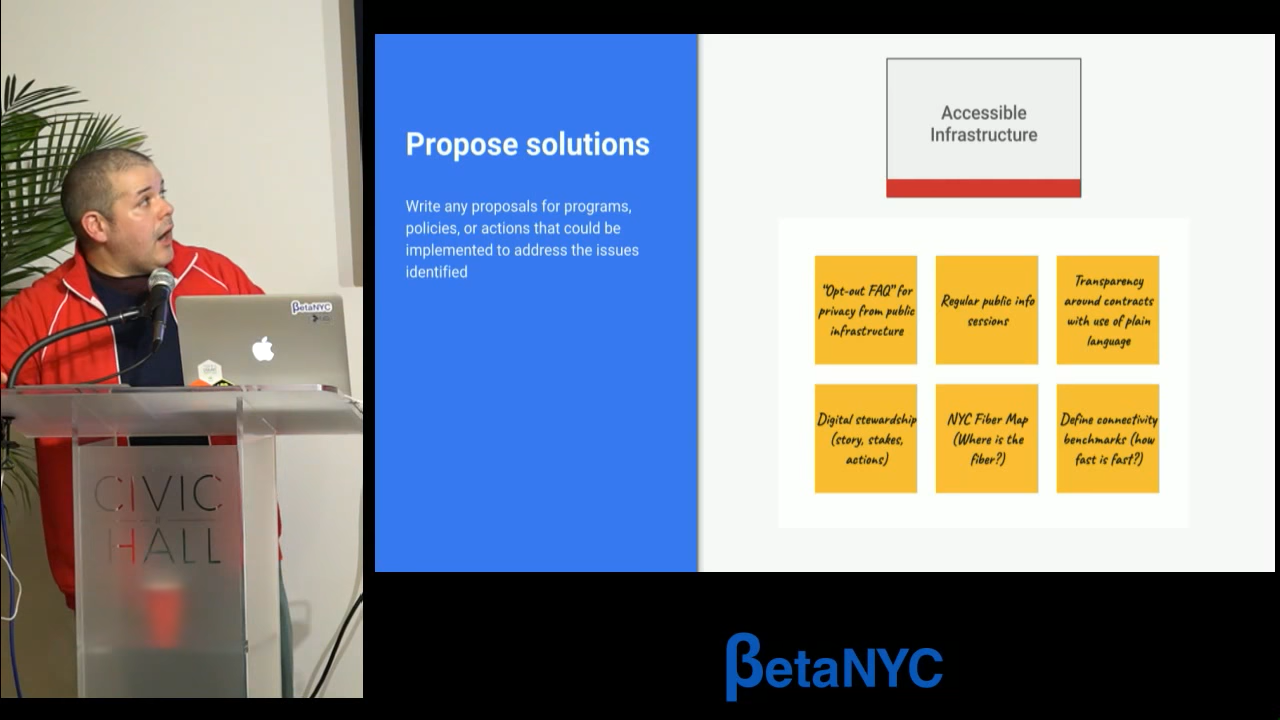 Propose solutions
Write any proposals for programs,
policies, or actions that could be
implemented to address the issues
identified
Accessible
Infrastructure
"Opt-out FAQ" for
privacy from public
infrastructure
Regular public info
sessions
Transparency
around contracts
with use of plain
language
Digital stewardship
(story, stakes,
actions)
NYC Fiber Map
(Where is the
fiber?)
Define connectivity
benchmarks (how
fast is fast?)
βetaNYC
CIVIC
HALL
βetaNYC